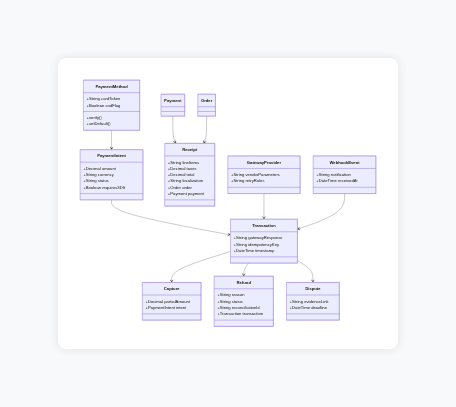 PaymentMethod
+String cardToken
+Boolean
+verify()
+setDefault()
Payment
Order
PaymentIntent
+Decimal amount
+String currency
+String status
+Boolean requires3DS
Receipt
+String lineItems
+Decimal taxes
+Decimal total
+String localization
+Order order
+Payment payment
GatewayProvider
+String vendorParameters
+String retryRules
WebhookEvent
+String notification
+DateTime receivedAt
Transaction
+String gatewayResponse
+String idempotencyKey
+DateTime timestamp
Capture
+Decimal partialAmount
+PaymentIntent intent
Refund
+String reason
+String status
+String reconciliationId
+Transaction transaction
Dispute
+String evidenceLink
+DateTime deadline